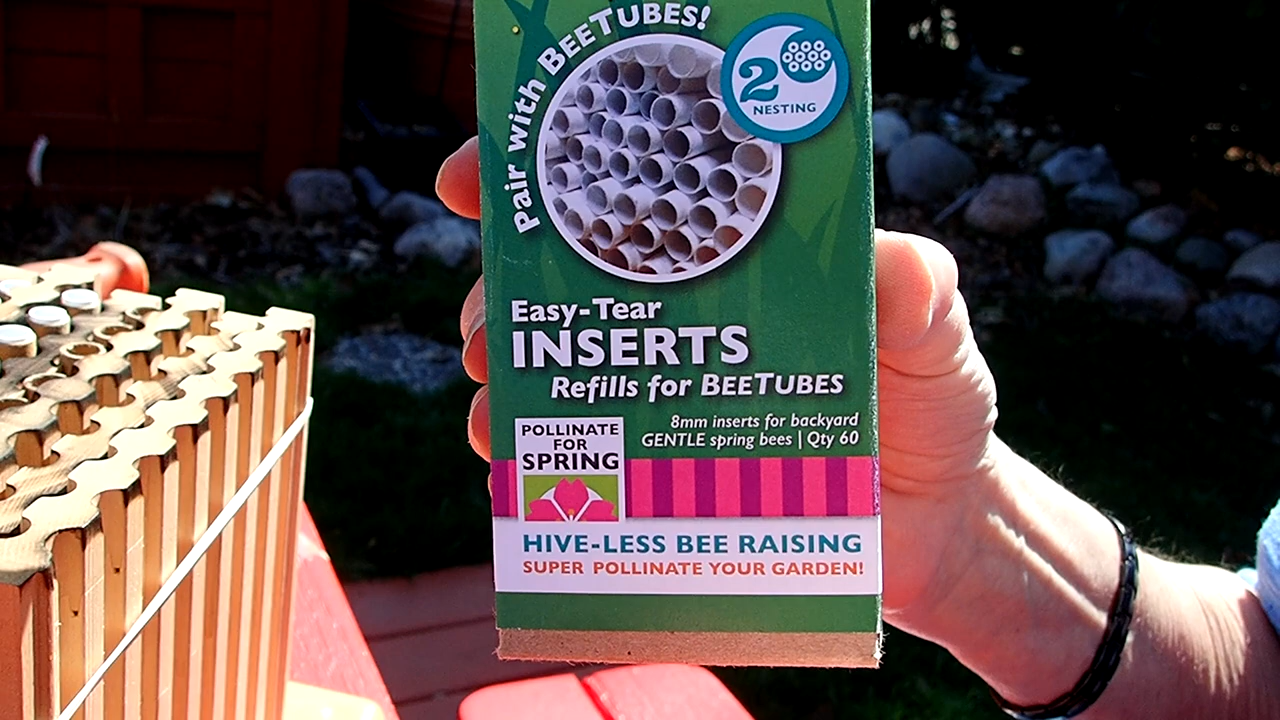 Pair with BEETUBES!
2
NESTING
Easy-Tear
INSERTS
Refills for BEETUBES
8mm inserts for backyard
GENTLE spring bees | Qty 60
POLLINATE
FOR
SPRING
HIVE-LESS BEE RAISING
SUPER POLLINATE YOUR GARDEN!